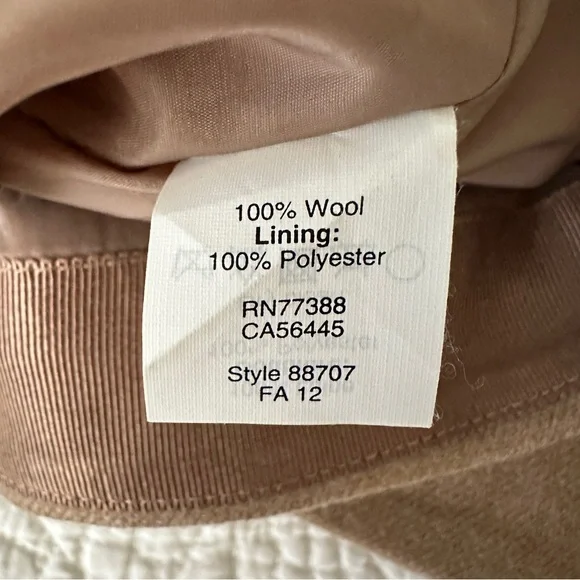 100% Wool
Lining:
100% Polyester
RN77388
CA56445
Style 88707
FA 12